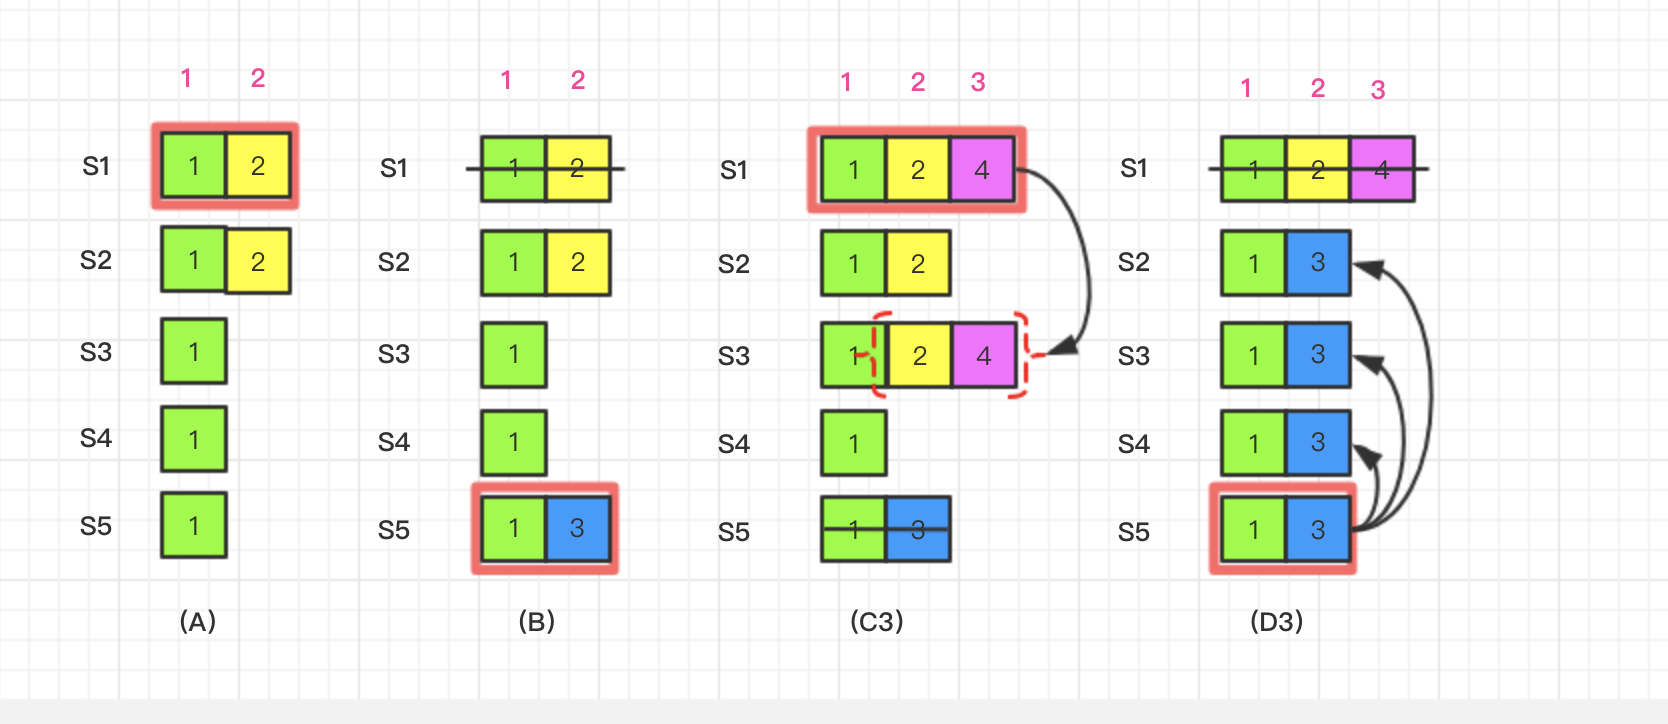 1 2 1 2 1 2 3 1 2 3
S1 1 2 S1 1 2 S1 1 2 4 S1 1 2 4
S2 1 2 S2 1 2 S2 1 2 S2 1 3
S3 1 S3 1 S3 1 2 4 S3 1 3
S4 1 S4 1 S4 1 S4 1 3
S5 1 S5 1 3 S5 1 3 S5 1 3
(A) (B) (C3) (D3)